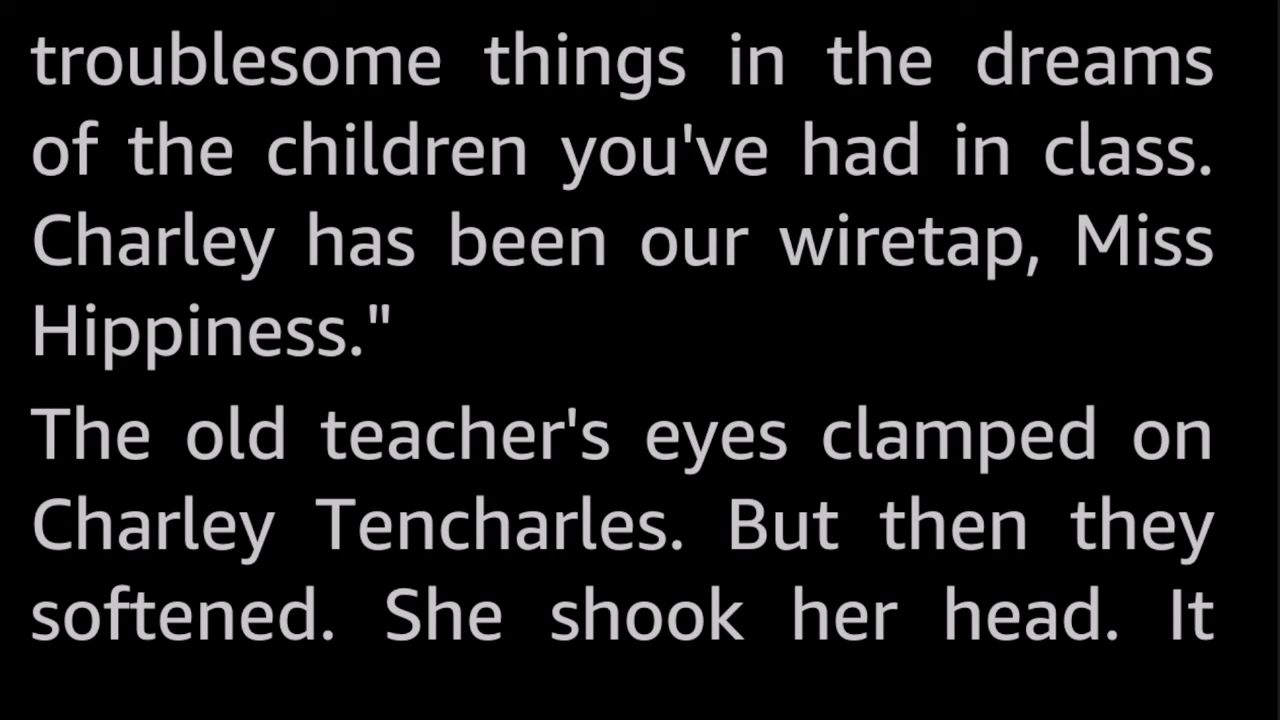 troublesome things in the dreams
of the children you've had in class.
Charley has been our wiretap, Miss
Hippiness."
The old teacher's eyes clamped on
Charley Tencharles. But then they
softened. She shook her head. It